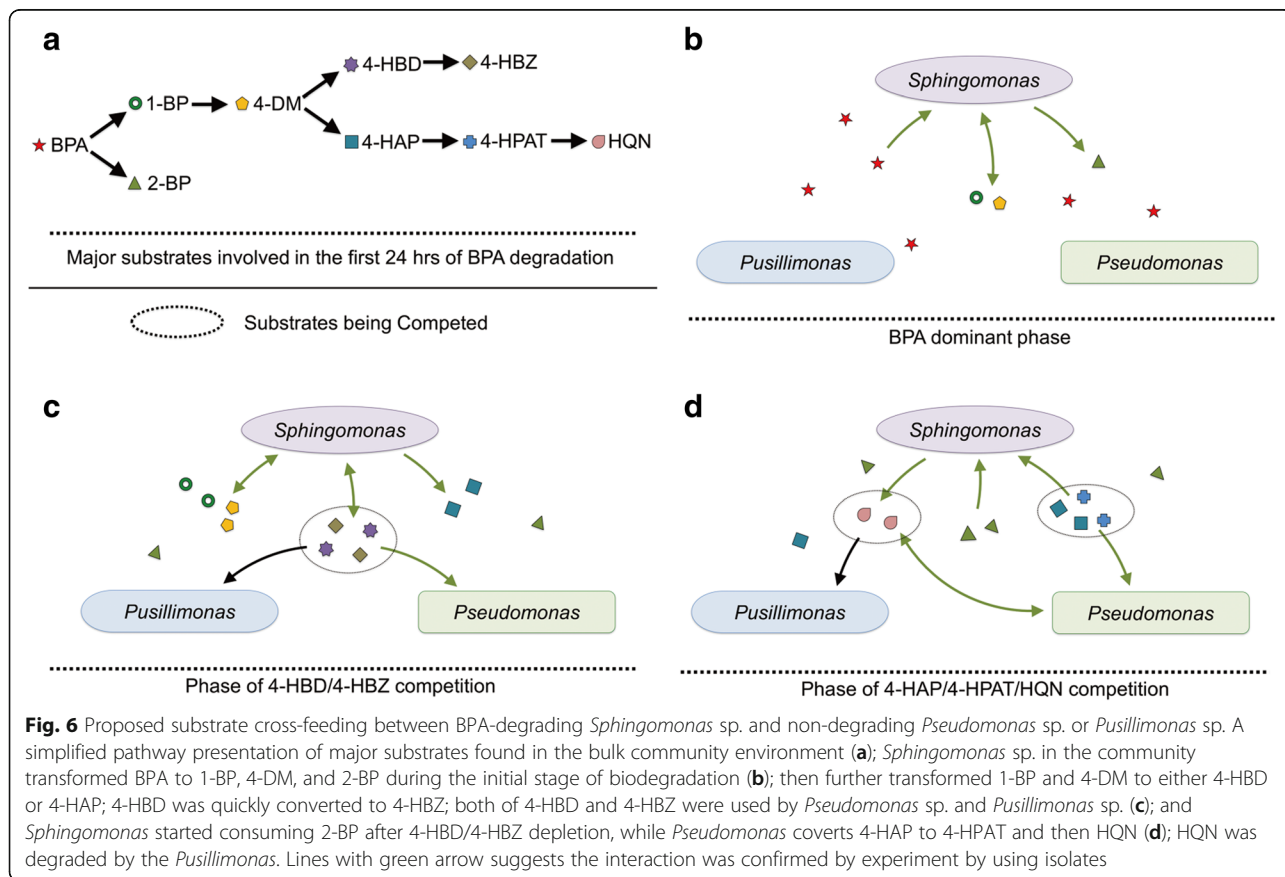 a
BPA
1-BP
2-BP
4-DM
4-HBD
4-HBZ
4-HAP
4-HPAT
HQN
Major substrates involved in the first 24 hrs of BPA degradation
Substrates being Competed
b
Sphingomonas
Pusillimonas
Pseudomonas
BPA dominant phase
c
Sphingomonas
Pusillimonas
Pseudomonas
Phase of 4-HBD/4-HBZ competition
d
Sphingomonas
Pusillimonas
Pseudomonas
Phase of 4-HAP/4-HPAT/HQN competition
Fig. 6 Proposed substrate cross-feeding between BPA-degrading Sphingomonas sp. and non-degrading Pseudomonas sp. or Pusillimonas sp. A
simplified pathway presentation of major substrates found in the bulk community environment (a); Sphingomonas sp. in the community
transformed BPA to 1-BP, 4-DM, and 2-BP during the initial stage of biodegradation (b); then further transformed 1-BP and 4-DM to either 4-HBD
or 4-HAP; 4-HBD was quickly converted to 4-HBZ; both of 4-HBD and 4-HBZ were used by Pseudomonas sp. and Pusillimonas sp. (c); and
Sphingomonas started consuming 2-BP after 4-HBD/4-HBZ depletion, while Pseudomonas coverts 4-HAP to 4-HPAT and then HQN (d); HQN was
degraded by the Pusillimonas. Lines with green arrow suggests the interaction was confirmed by experiment by using isolates